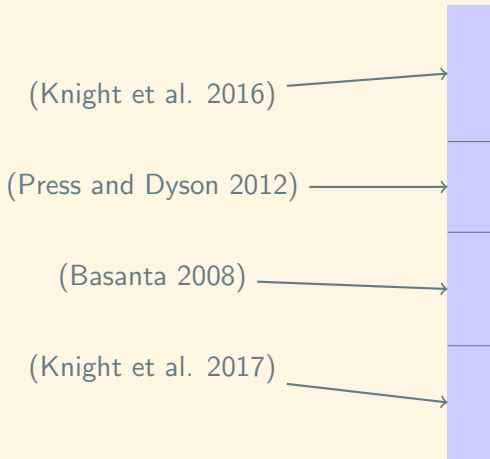 (Knight et al. 2016)
(Press and Dyson 2012)
(Basanta 2008)
(Knight et al. 2017)